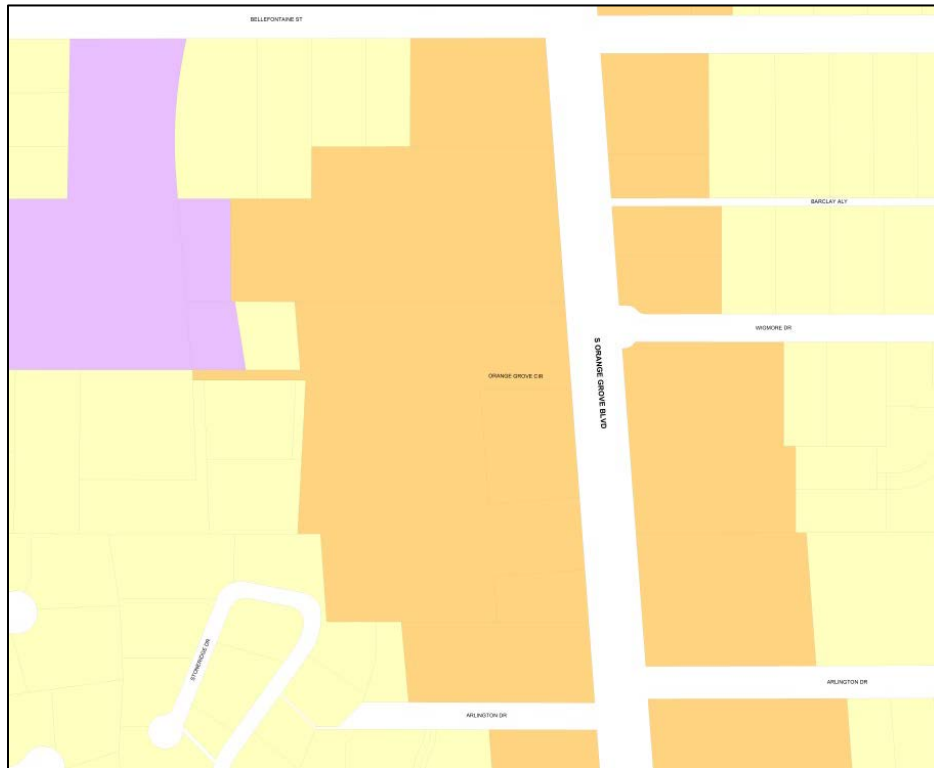 BELLEFONTAINE ST
BARCLAY ALY
WIGMORE DR
S ORANGE GROVE BLVD
ORANGE GROVE CIR
STONERIDGE DR
ARLINGTON DR
ARLINGTON DR